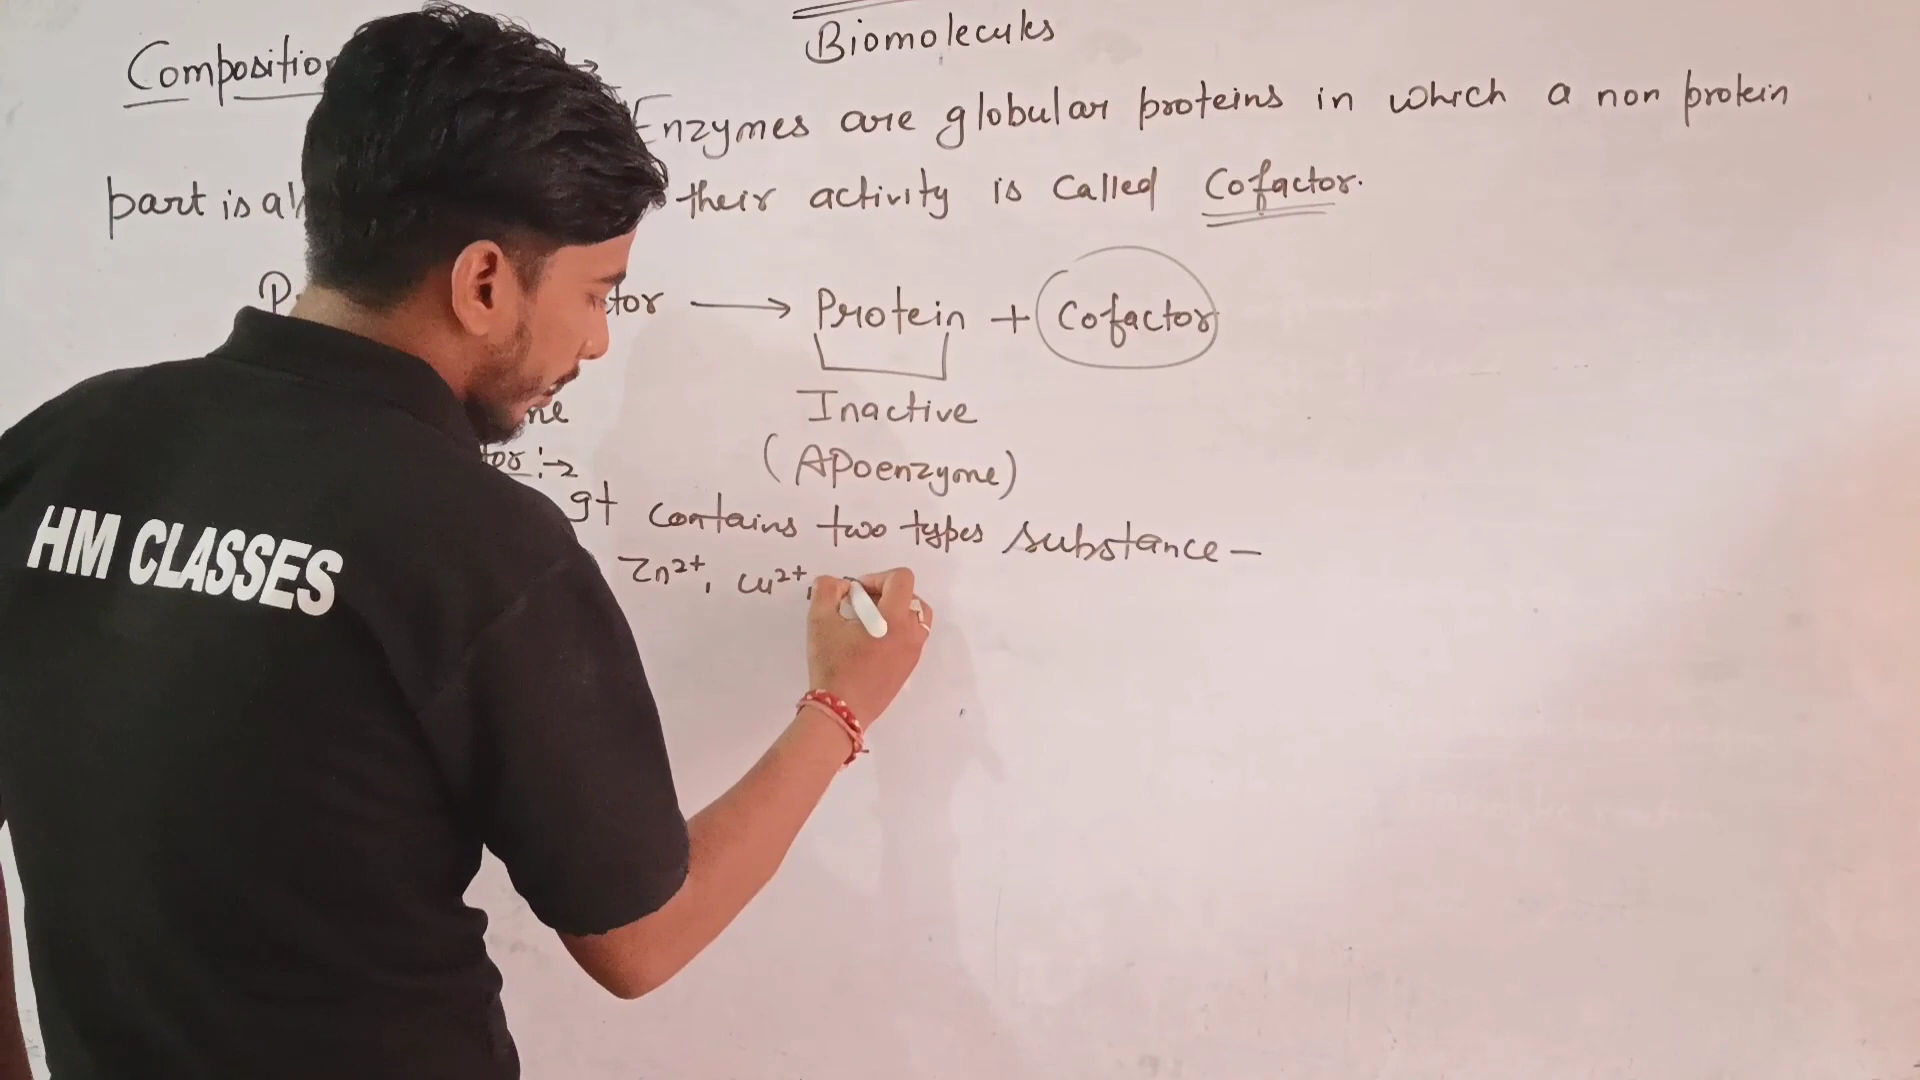 Biomolecules
Compositio
Enzymes are globular proteins in which a non protein
part is al their activity is called Cofactor.
tor ⟶ Protein + Cofactor
ne Inactive
(Apoenzyme)
tor :→
It contains two types substance –
Zn²⁺, Cu²⁺,
HM CLASSES